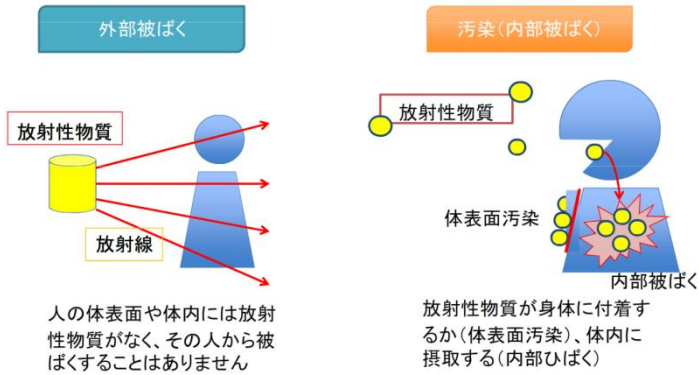 外部被ばく
放射性物質
放射線
人の体表面や体内には放射
性物質がなく、その人から被
ばくすることはありません
汚染(内部被ばく)
放射性物質
体表面汚染
内部被ばく
放射性物質が身体に付着す
るか(体表面汚染)、体内に
摂取する(内部ひばく)